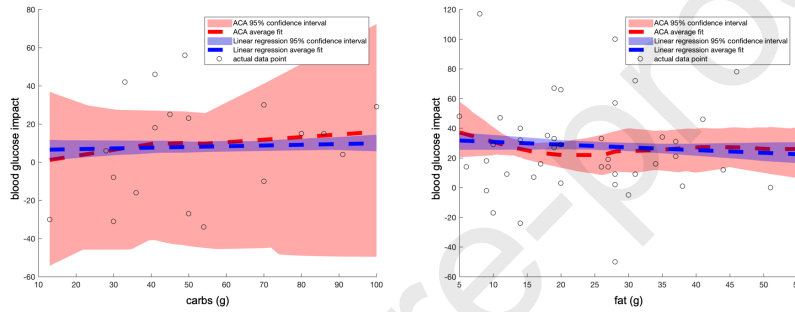 80
60
40
20
0
-20
-40
-60
10 20 30 40 50 60 70 80 90 100
carbs (g)
blood glucose impact
ACA 95% confidence interval
ACA average fit
Linear regression 95% confidence interval
Linear regression average fit
actual data point
120
100
80
60
40
20
0
-20
-40
-60
5 10 15 20 25 30 35 40 45 50
fat (g)
blood glucose impact
ACA 95% confidence interval
ACA average fit
Linear regression 95% confidence interval
Linear regression average fit
actual data point
re-pro